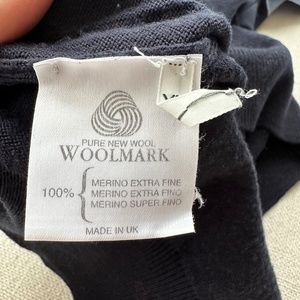 PURE NEW WOOL
WOOLMARK
100%
MERINO EXTRA FINE
MERINO EXTRA FINO
MERINO SUPER FINO
MADE IN UK